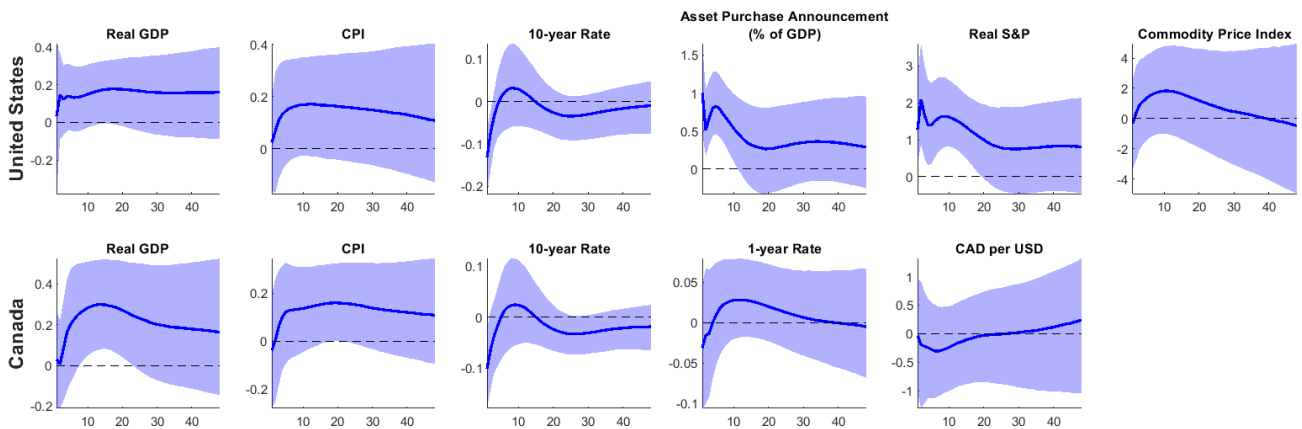 Asset Purchase Announcement
Real GDP CPI 10-year Rate (% of GDP) Real S&P Commodity Price Index
United States
0.4 0.2 0 -0.2
10 20 30 40
0.4 0.2 0
10 20 30 40
0.1 0 -0.1 -0.2
10 20 30 40
1.5 1 0.5 0
10 20 30 40
3 2 1 0
10 20 30 40
4 2 0 -2 -4
10 20 30 40
Real GDP CPI 10-year Rate 1-year Rate CAD per USD
Canada
0.4 0.2 0 -0.2
10 20 30 40
0.2 0 -0.2
10 20 30 40
0.1 0 -0.1
10 20 30 40
0.05 0 -0.05 -0.1
10 20 30 40
1 0.5 0 -0.5 -1
10 20 30 40